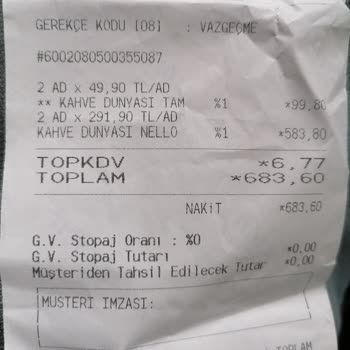 GEREKÇE KODU [08] : VAZGEÇME
#6002080500355087
2 AD x 49,90 TL/AD
** KAHVE DUNYASI TAM %1 *99,80
2 AD x 291,90 TL/AD
KAHVE DUNYASI NELLO %1 *583,80
TOPKDV *6,77
TOPLAM *683,60
NAKİT *683,60
G.V. Stopaj Oranı : %0
G.V. Stopaj Tutarı *0,00
Müşteriden Tahsil Edilecek Tutar *0,00
MUSTERI IMZASI:
TOPLAM